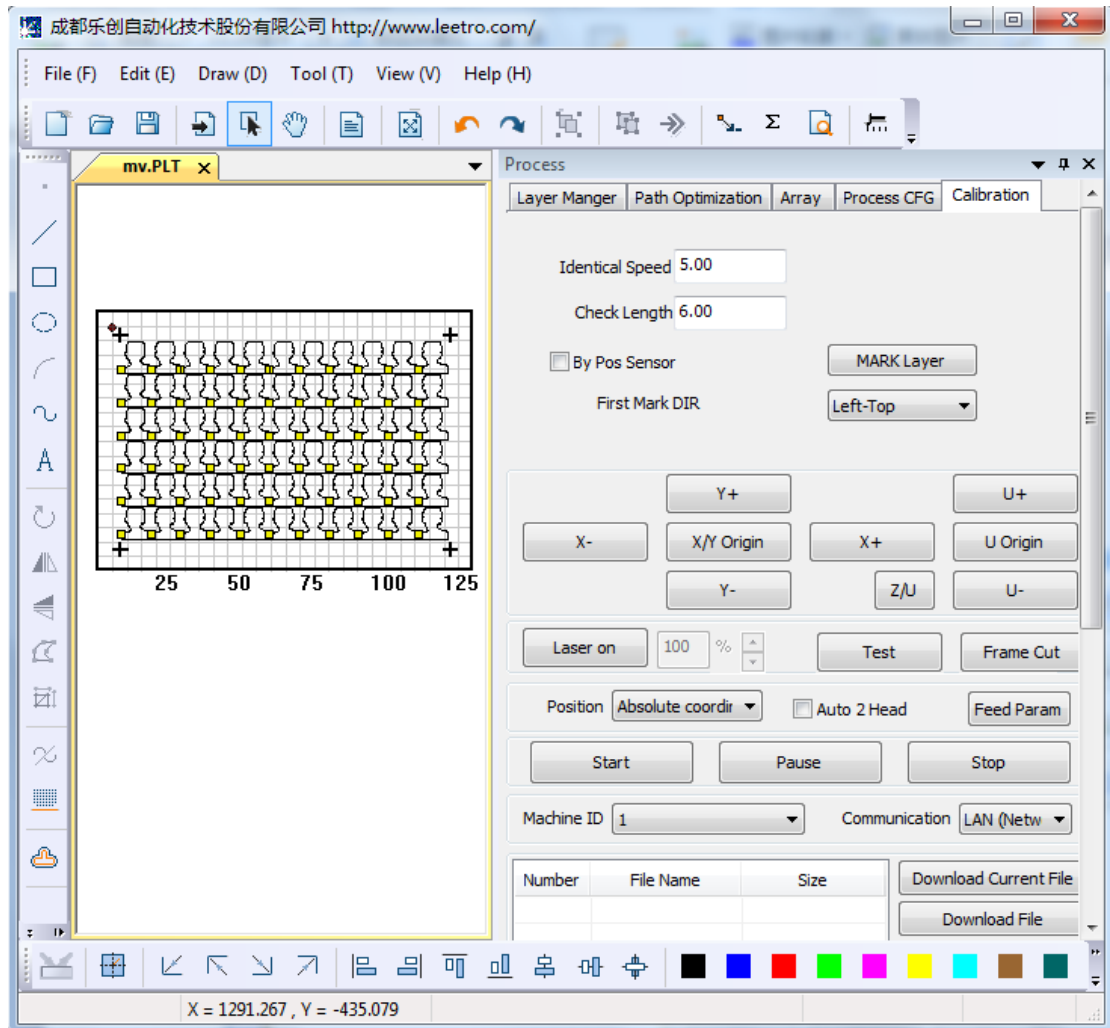 成都乐创自动化技术股份有限公司 http://www.leetro.com/
File (F) Edit (E) Draw (D) Tool (T) View (V) Help (H)
Σ
mv.PLT x
Process
Layer Manger Path Optimization Array Process CFG Calibration
Identical Speed 5.00
Check Length 6.00
By Pos Sensor MARK Layer
First Mark DIR Left-Top
A
Y+ U+
X- X/Y Origin X+ U Origin
Y- Z/U U-
25 50 75 100 125
Laser on 100 % Test Frame Cut
Position Absolute coordir Auto 2 Head Feed Param
Start Pause Stop
Machine ID 1 Communication LAN (Netw
Number File Name Size Download Current File
Download File
X = 1291.267 , Y = -435.079